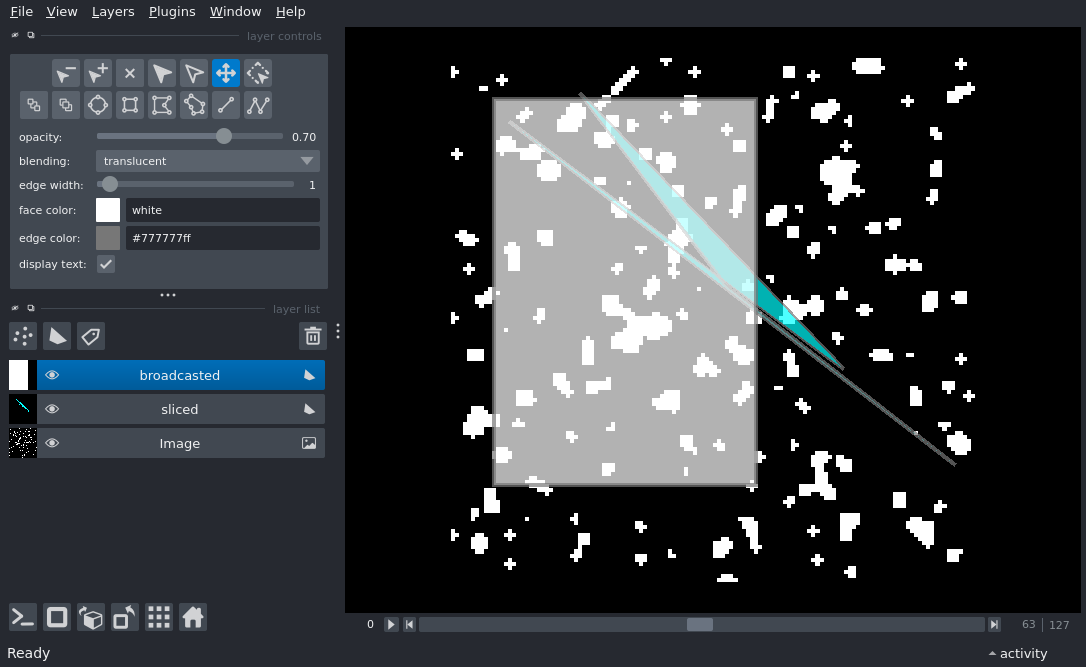 File View Layers Plugins Window Help
layer controls
opacity: 0.70
blending: translucent
edge width: 1
face color: white
edge color: #777777ff
display text:
layer list
broadcasted
sliced
Image
0 63 127
Ready activity